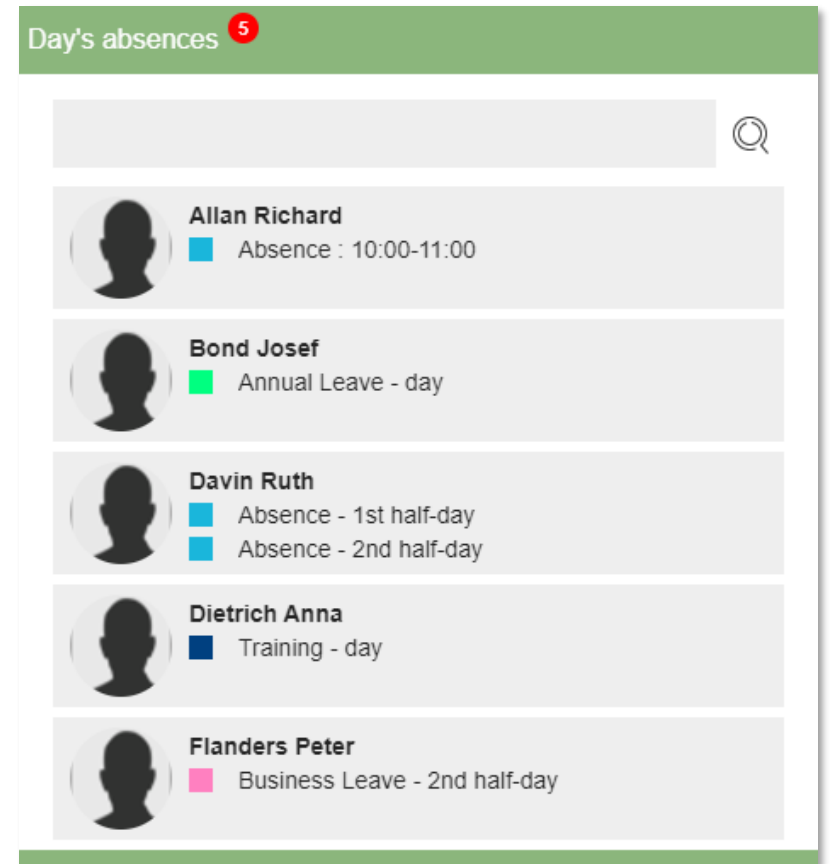 Day's absences 5
Allan Richard
Absence : 10:00-11:00
Bond Josef
Annual Leave - day
Davin Ruth
Absence - 1st half-day
Absence - 2nd half-day
Dietrich Anna
Training - day
Flanders Peter
Business Leave - 2nd half-day